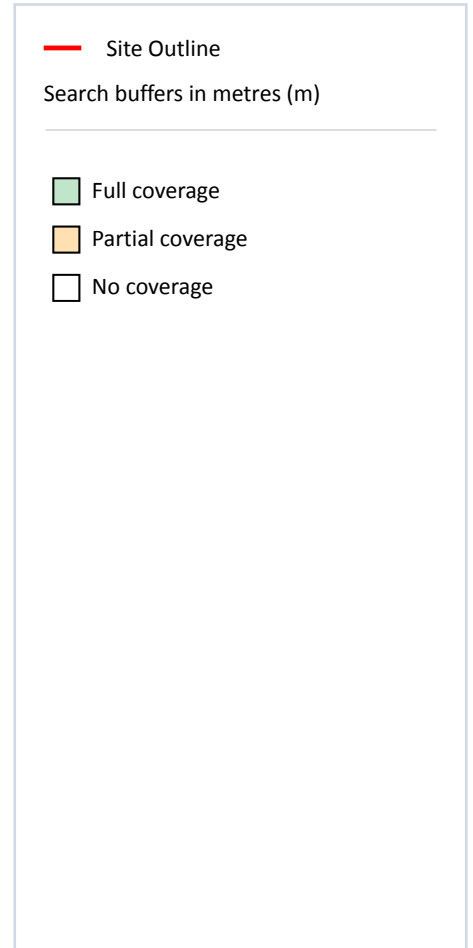 Site Outline
Search buffers in metres (m)
Full coverage
Partial coverage
No coverage